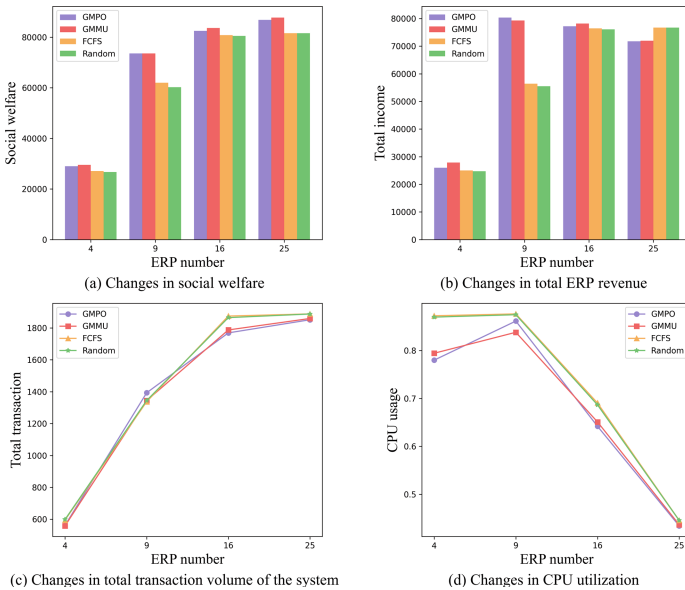 GMPO
GMMU
FCFS
Random
80000
60000
40000
20000
0
Social welfare
4
9
16
25
ERP number
(a) Changes in social welfare
GMPO
GMMU
FCFS
Random
80000
70000
60000
50000
40000
30000
20000
10000
0
Total income
4
9
16
25
ERP number
(b) Changes in total ERP revenue
GMPO
GMMU
FCFS
Random
1800
1600
1400
1200
1000
800
600
Total transaction
4
9
16
25
ERP number
(c) Changes in total transaction volume of the system
GMPO
GMMU
FCFS
Random
0.8
0.7
0.6
0.5
CPU usage
4
9
16
25
ERP number
(d) Changes in CPU utilization